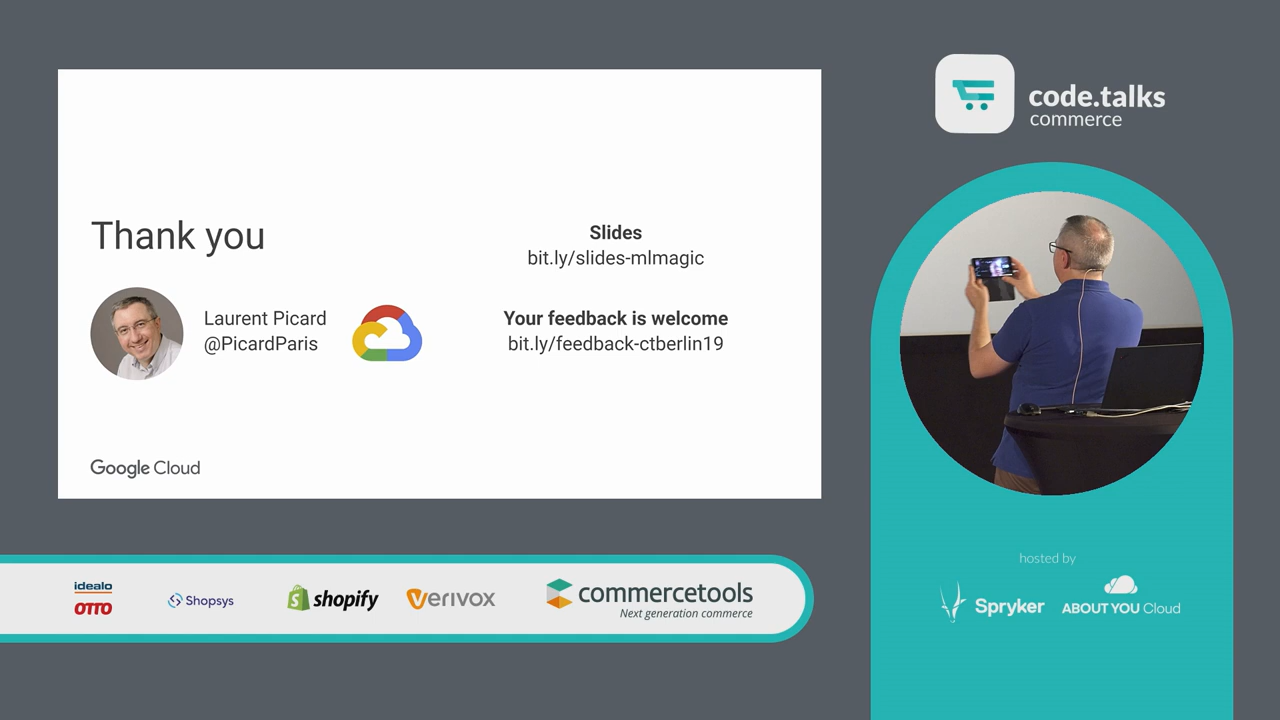 Thank you
Laurent Picard
@PicardParis
Slides
bit.ly/slides-mlmagic
Your feedback is welcome
bit.ly/feedback-ctberlin19
Google Cloud
code.talks
commerce
hosted by
Spryker
ABOUT YOU Cloud
idealo
OTTO
Shopsys
shopify
Verivox
commercetools
Next generation commerce